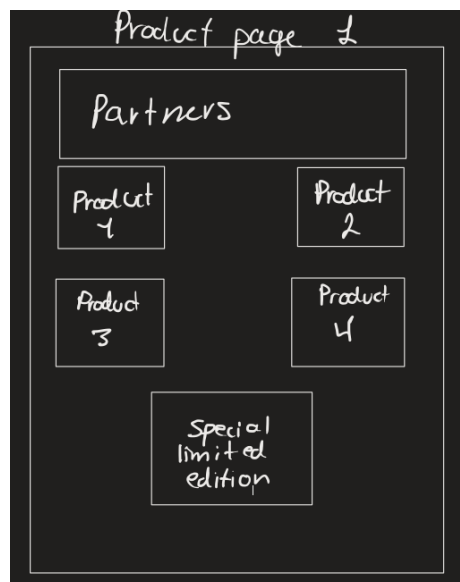 Product page 1
Partners
Product
1
Product
2
Product
3
Product
4
Special
limited
edition